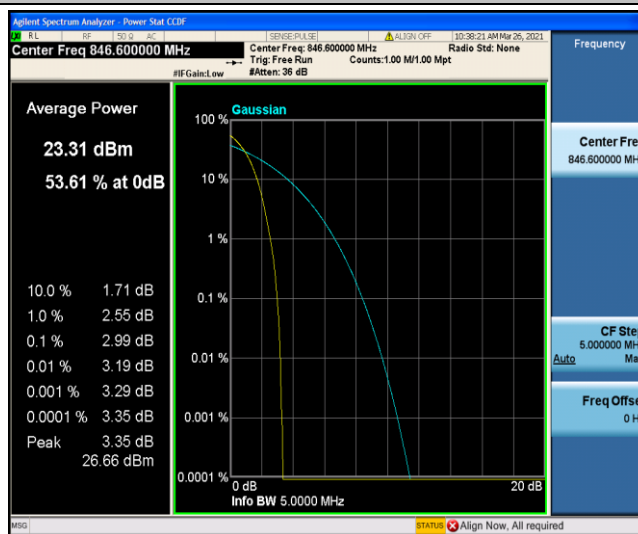 Agilent Spectrum Analyzer - Power Stat CCDF
RL RF 50 Ω AC SENSE:PULSE ALIGN OFF 10:38:21 AM Mar 26, 2021
Center Freq 846.600000 MHz
Center Freq: 846.600000 MHz Radio Std: None
Trig: Free Run Counts:1.00 M/1.00 Mpt
#IFGain:Low #Atten: 36 dB
Frequency
Average Power
23.31 dBm
53.61 % at 0dB
10.0 % 1.71 dB
1.0 % 2.55 dB
0.1 % 2.99 dB
0.01 % 3.19 dB
0.001 % 3.29 dB
0.0001 % 3.35 dB
Peak 3.35 dB
26.66 dBm
Gaussian
100 %
10 %
1 %
0.1 %
0.01 %
0.001 %
0.0001 %
0 dB 20 dB
Info BW 5.0000 MHz
Center Fre
846.600000 MH
CF Ste
5.000000 MH
Auto Ma
Freq Offse
0 H
MSG STATUS Align Now, All required